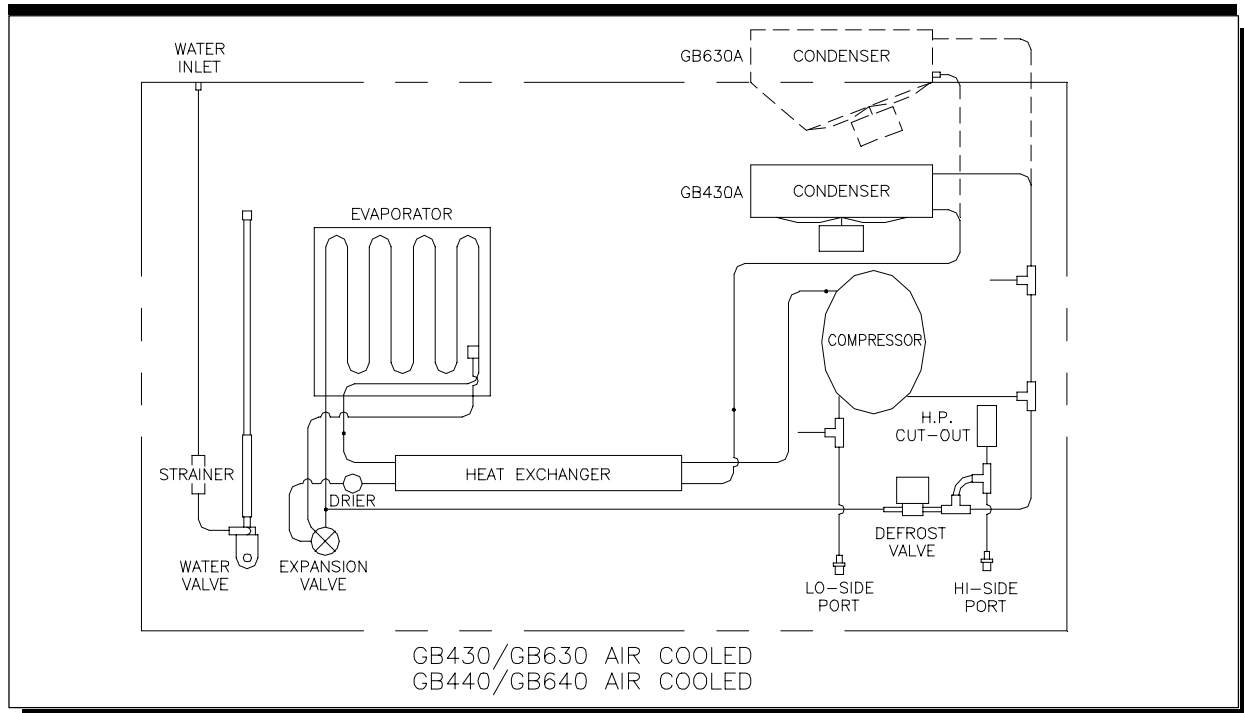 WATER
INLET
GB630A
CONDENSER
GB430A
CONDENSER
EVAPORATOR
COMPRESSOR
H.P.
CUT-OUT
STRAINER
HEAT EXCHANGER
DRIER
DEFROST
VALVE
WATER
VALVE
EXPANSION
VALVE
LO-SIDE
PORT
HI-SIDE
PORT
GB430/GB630 AIR COOLED
GB440/GB640 AIR COOLED